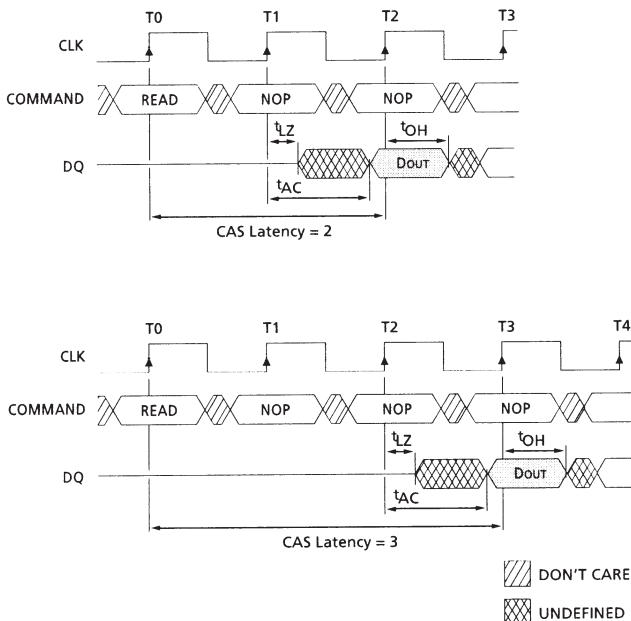 T0 T1 T2 T3
CLK
COMMAND READ NOP NOP
tLZ tOH
DQ DOUT
tAC
CAS Latency = 2
T0 T1 T2 T3 T4
CLK
COMMAND READ NOP NOP NOP
tLZ tOH
DQ DOUT
tAC
CAS Latency = 3
DON'T CARE
UNDEFINED